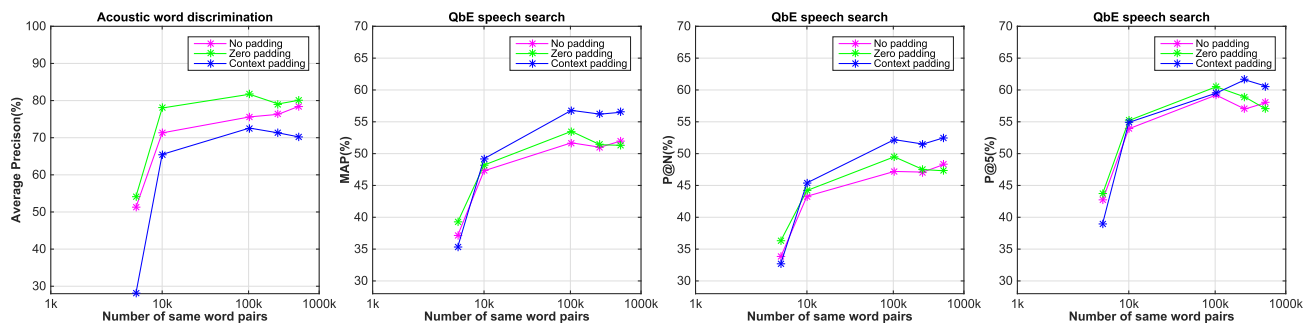 Acoustic word discrimination
100
90
80
70
60
50
40
30
1k
10k
100k
1000k
Average Precison(%)
Number of same word pairs
No padding
Zero padding
Context padding
QbE speech search
70
65
60
55
50
45
40
35
30
1k
10k
100k
1000k
MAP(%)
Number of same word pairs
No padding
Zero padding
Context padding
QbE speech search
70
65
60
55
50
45
40
35
30
1k
10k
100k
1000k
P@N(%)
Number of same word pairs
No padding
Zero padding
Context padding
QbE speech search
70
65
60
55
50
45
40
35
30
1k
10k
100k
1000k
P@5(%)
Number of same word pairs
No padding
Zero padding
Context padding